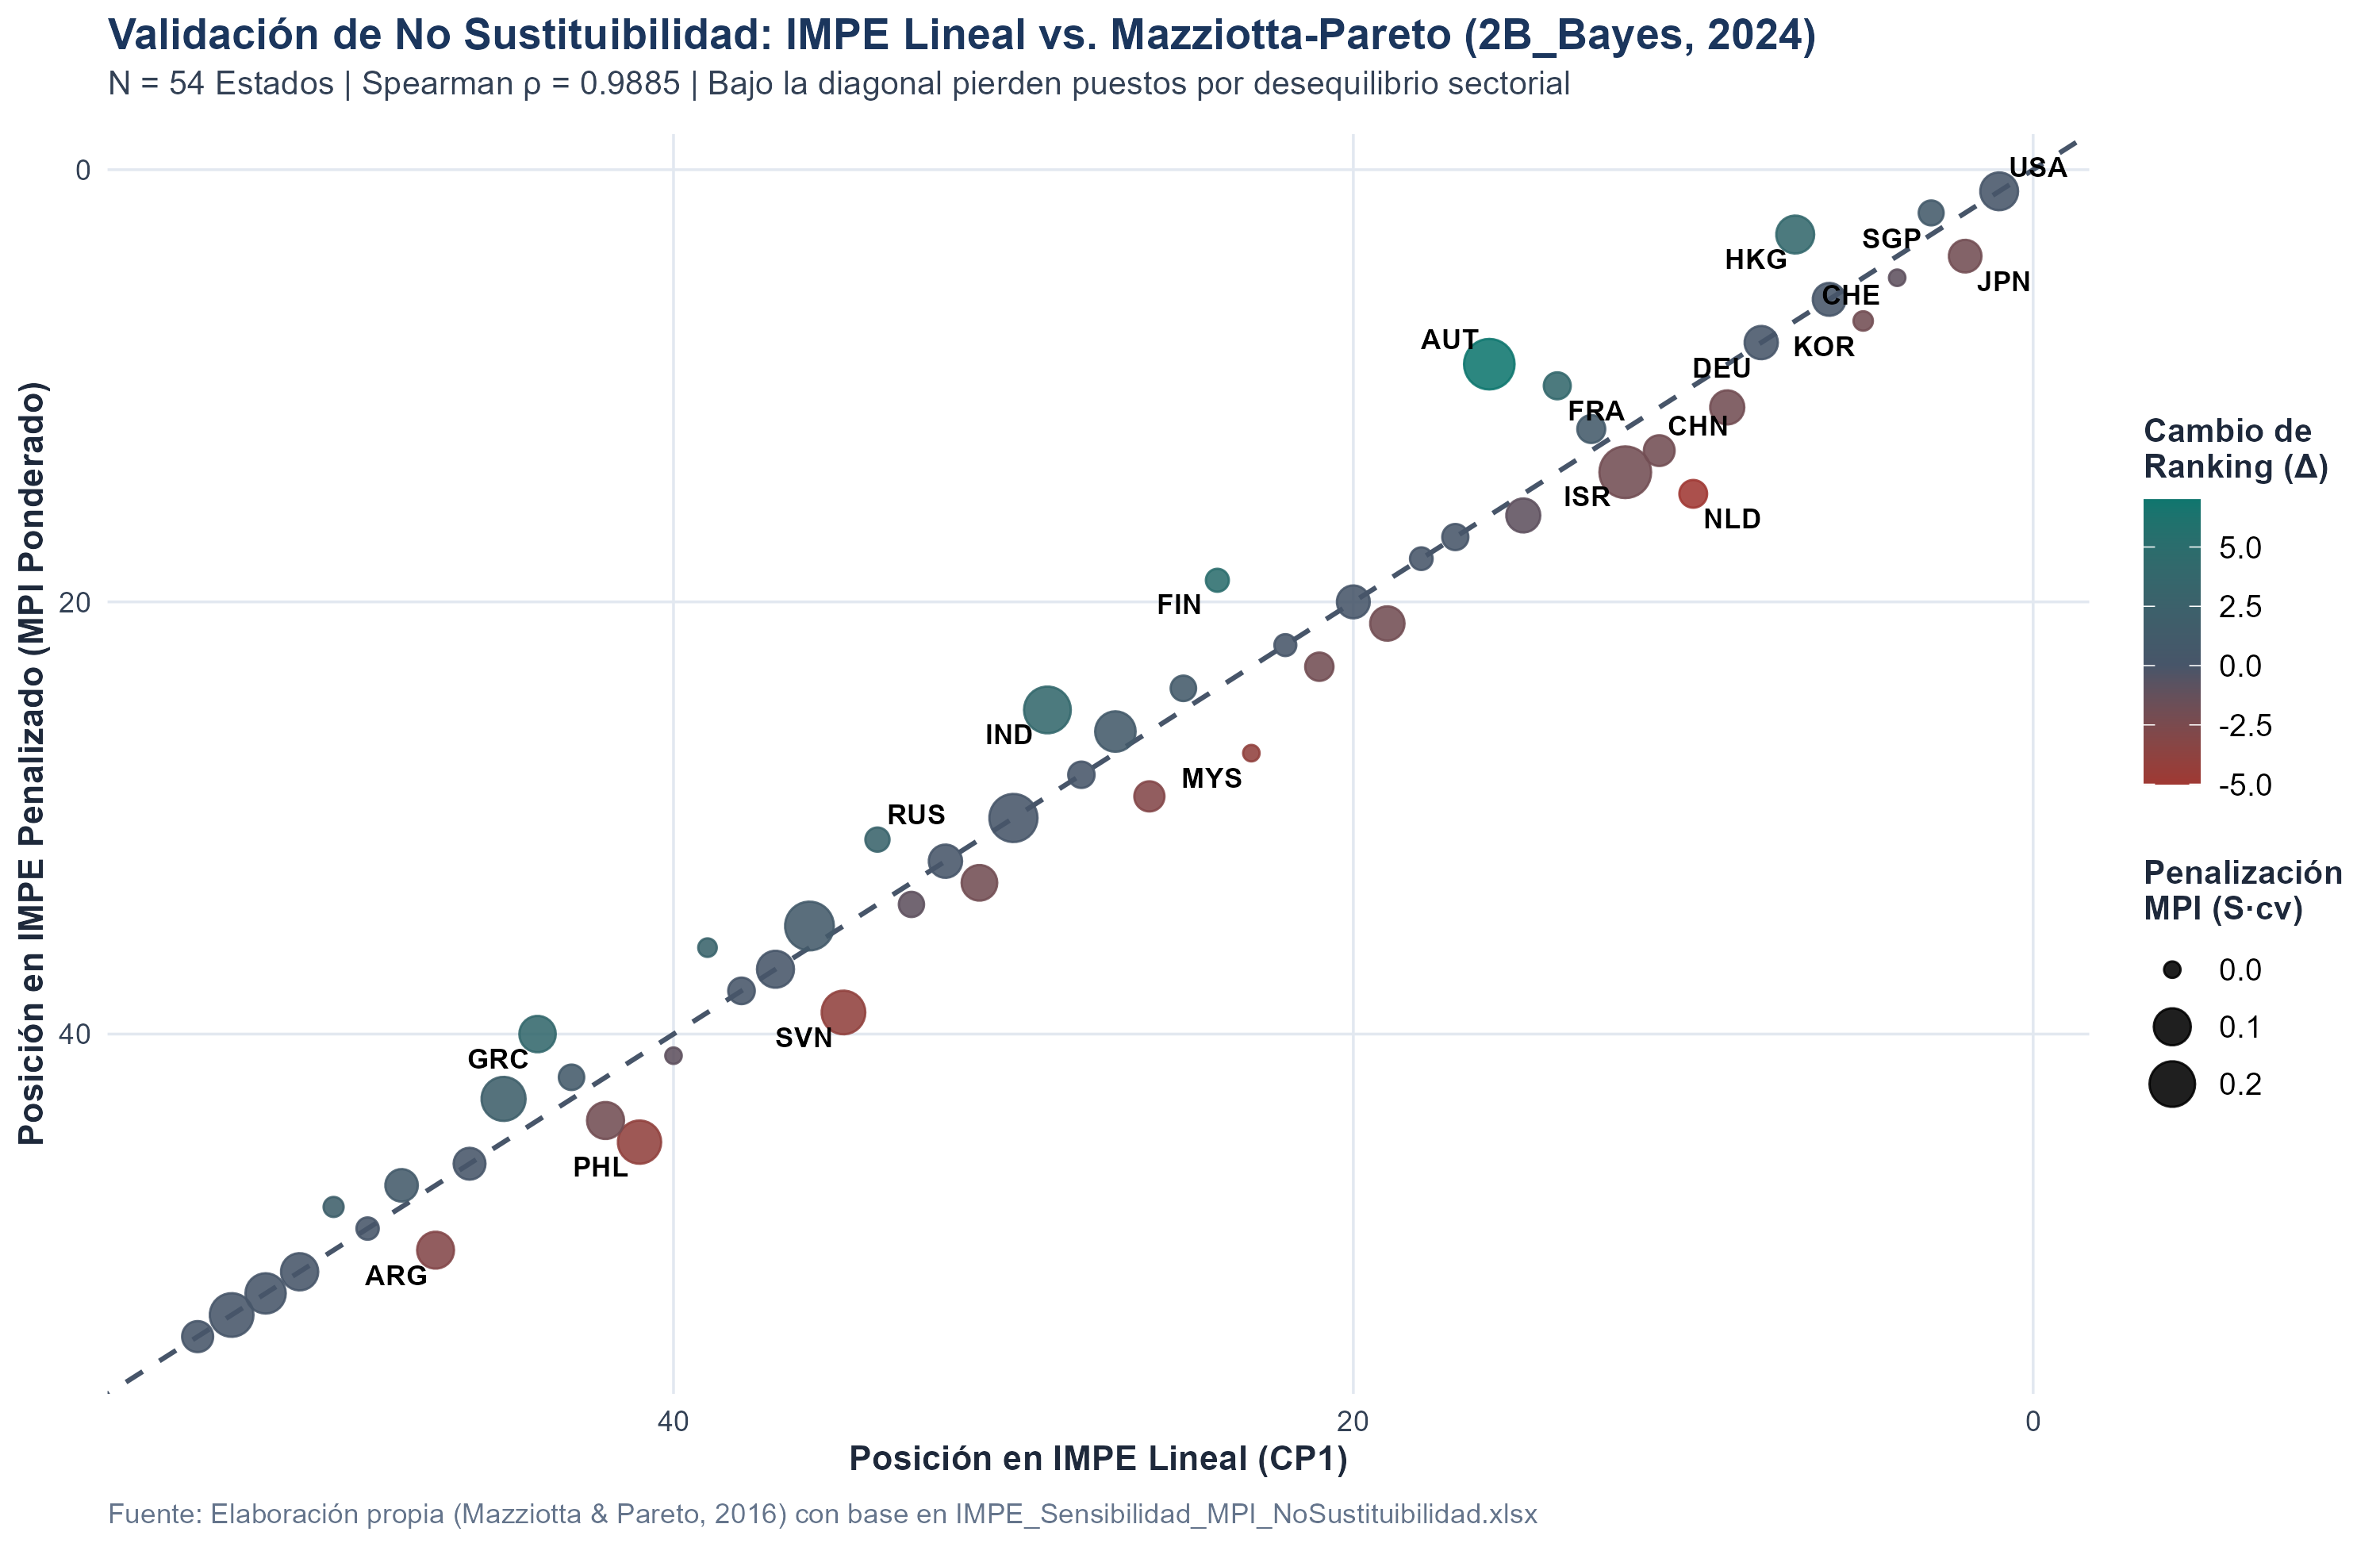 Validación de No Sustituibilidad: IMPE Lineal vs. Mazziotta-Pareto (2B_Bayes, 2024)
N = 54 Estados | Spearman ρ = 0.9885 | Bajo la diagonal pierden puestos por desequilibrio sectorial
Posición en IMPE Penalizado (MPI Ponderado)
0
20
40
USA
SGP
HKG
JPN
CHE
AUT
KOR
DEU
FRA
CHN
ISR
NLD
FIN
IND
MYS
RUS
SVN
GRC
PHL
ARG
40
20
0
Posición en IMPE Lineal (CP1)
Cambio de
Ranking (Δ)
5.0
2.5
0.0
-2.5
-5.0
Penalización
MPI (S·cv)
0.0
0.1
0.2
Fuente: Elaboración propia (Mazziotta & Pareto, 2016) con base en IMPE_Sensibilidad_MPI_NoSustituibilidad.xlsx